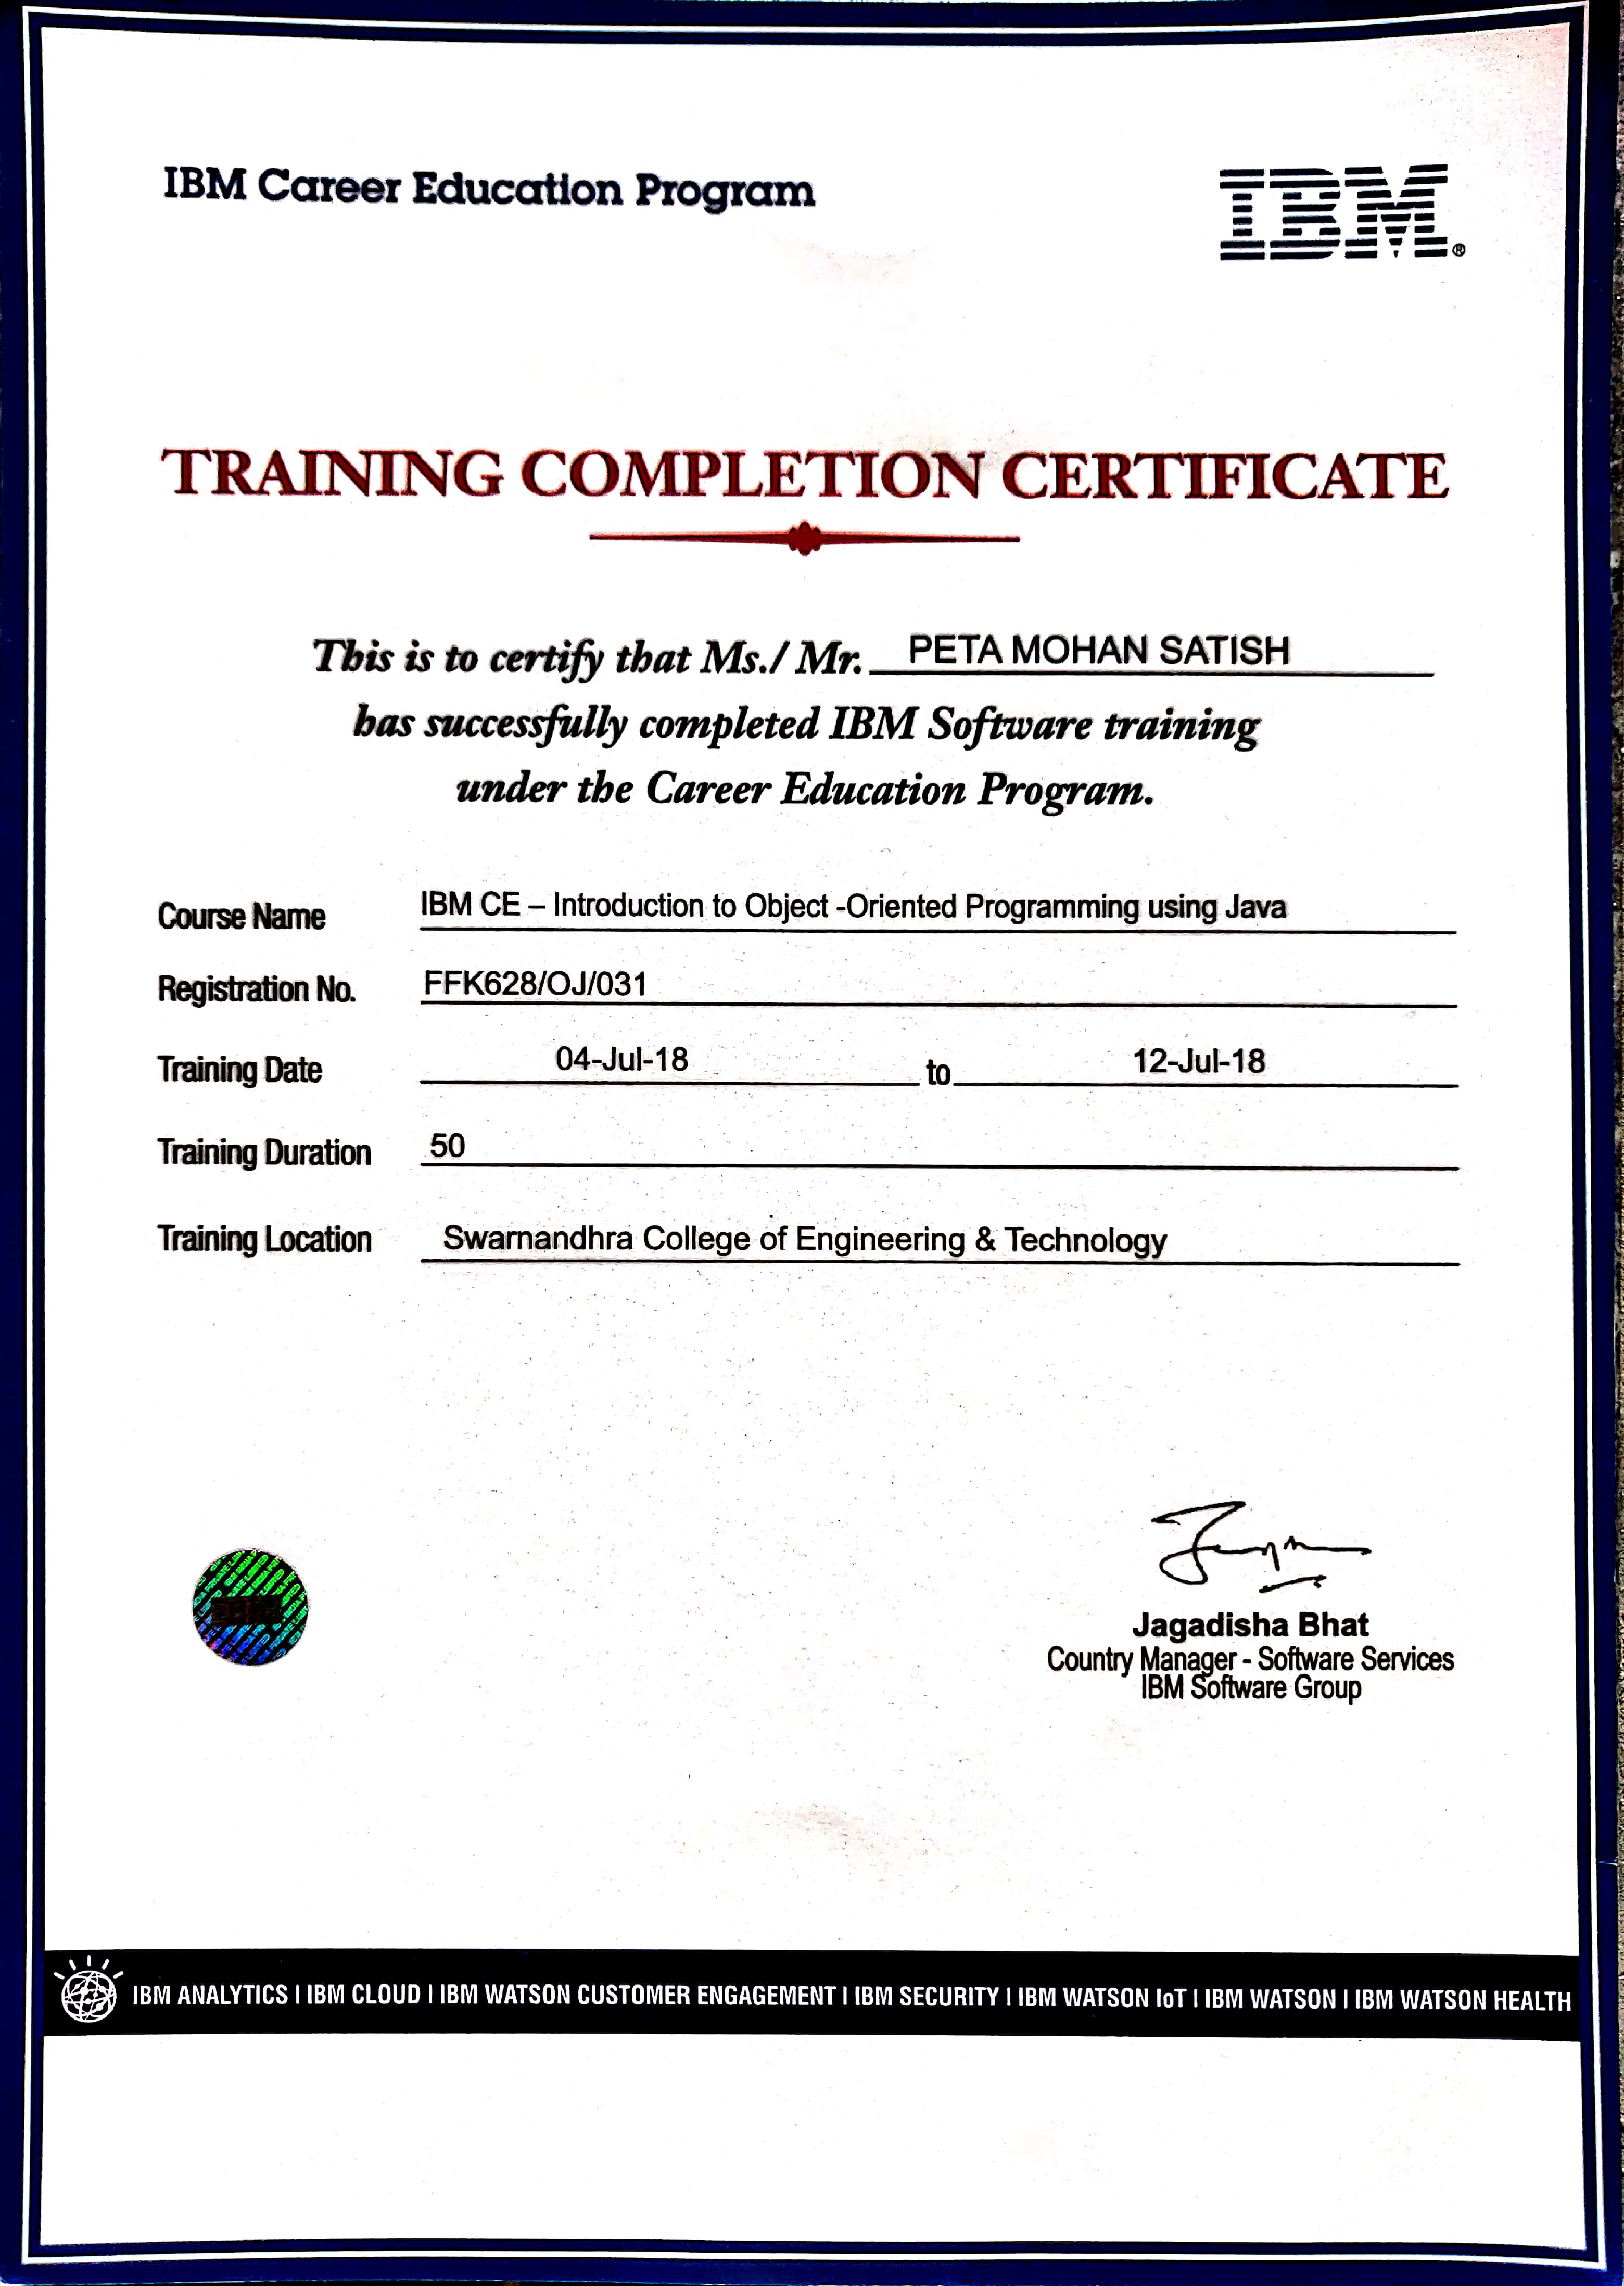 IBM Career Education Program
IBM®
TRAINING COMPLETION CERTIFICATE
This is to certify that Ms./ Mr. PETA MOHAN SATISH
has successfully completed IBM Software training
under the Career Education Program.
Course Name IBM CE – Introduction to Object -Oriented Programming using Java
Registration No. FFK628/OJ/031
Training Date 04-Jul-18 to 12-Jul-18
Training Duration 50
Training Location Swarnandhra College of Engineering & Technology
Jagadisha Bhat
Country Manager - Software Services
IBM Software Group
IBM ANALYTICS I IBM CLOUD I IBM WATSON CUSTOMER ENGAGEMENT I IBM SECURITY I IBM WATSON IoT I IBM WATSON I IBM WATSON HEALTH